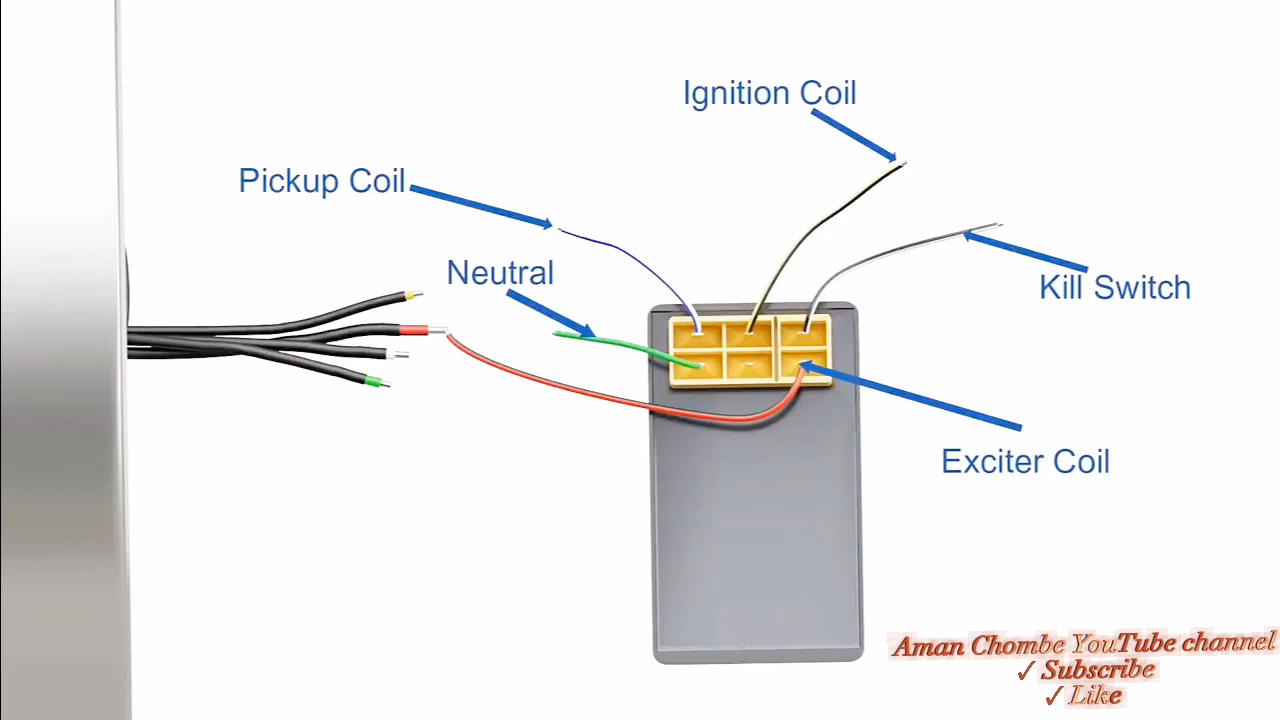 Ignition Coil
Pickup Coil
Neutral
Kill Switch
Exciter Coil
Aman Chombe YouTube channel
✓ Subscribe
✓ Like